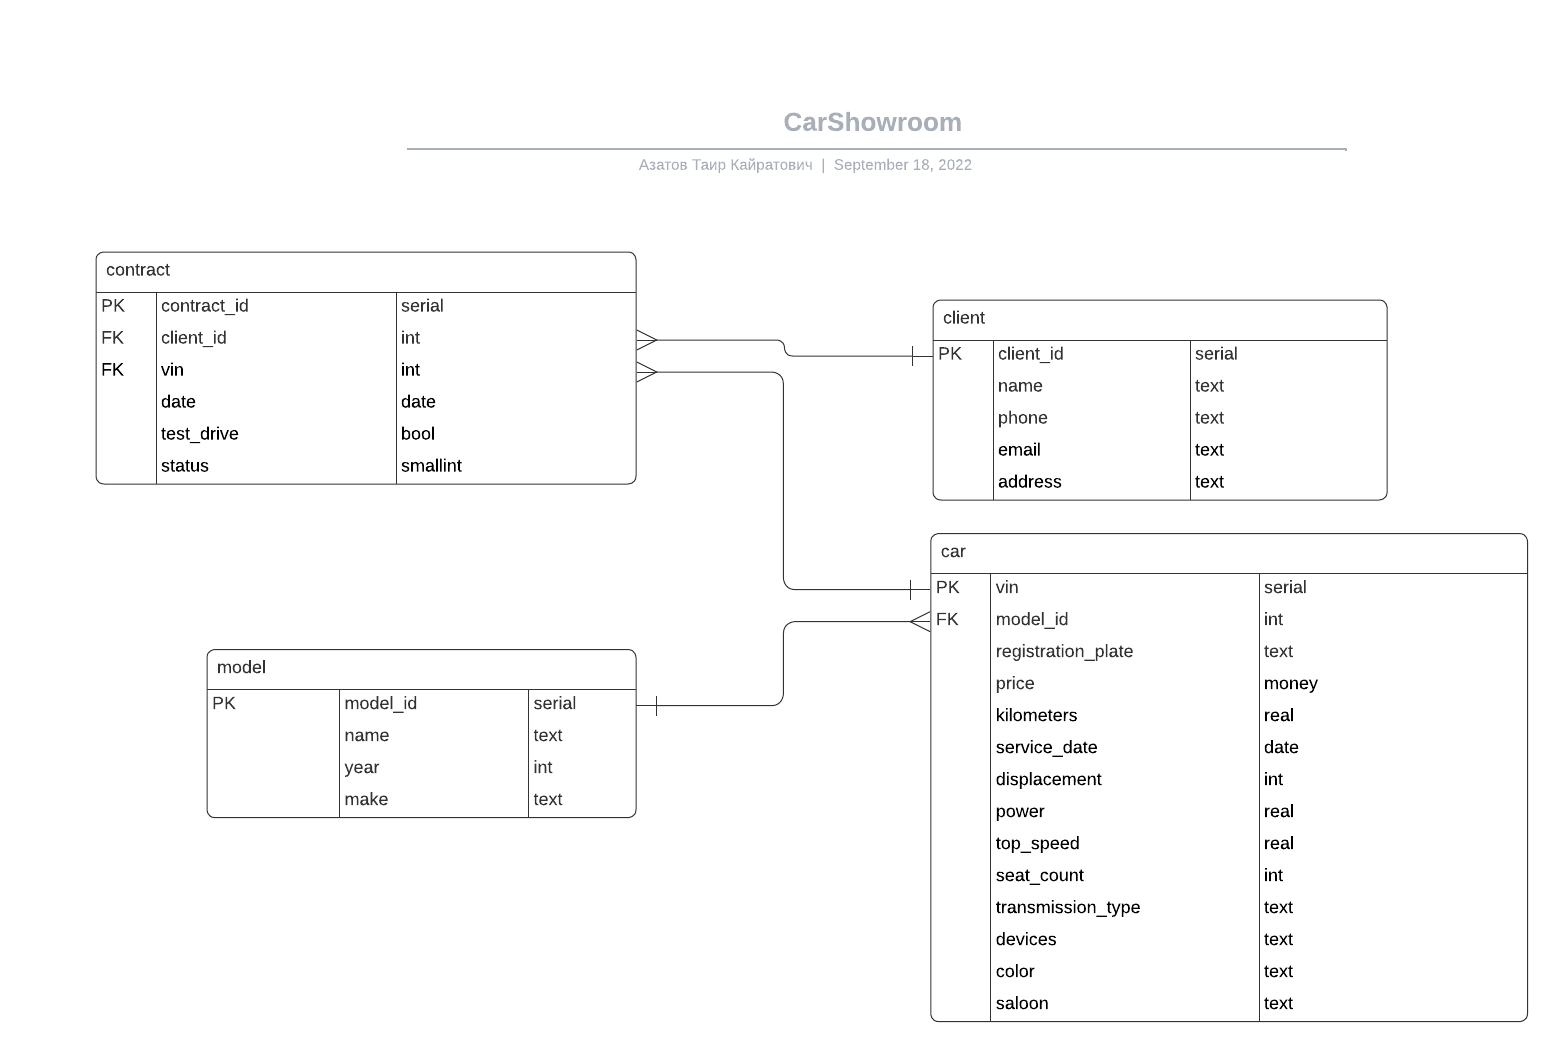 CarShowroom
Азатов Таир Кайратович | September 18, 2022
contract
PK contract_id serial
FK client_id int
FK vin int
date date
test_drive bool
status smallint
client
PK client_id serial
name text
phone text
email text
address text
car
PK vin serial
FK model_id int
registration_plate text
price money
kilometers real
service_date date
displacement int
power real
top_speed real
seat_count int
transmission_type text
devices text
color text
saloon text
model
PK model_id serial
name text
year int
make text